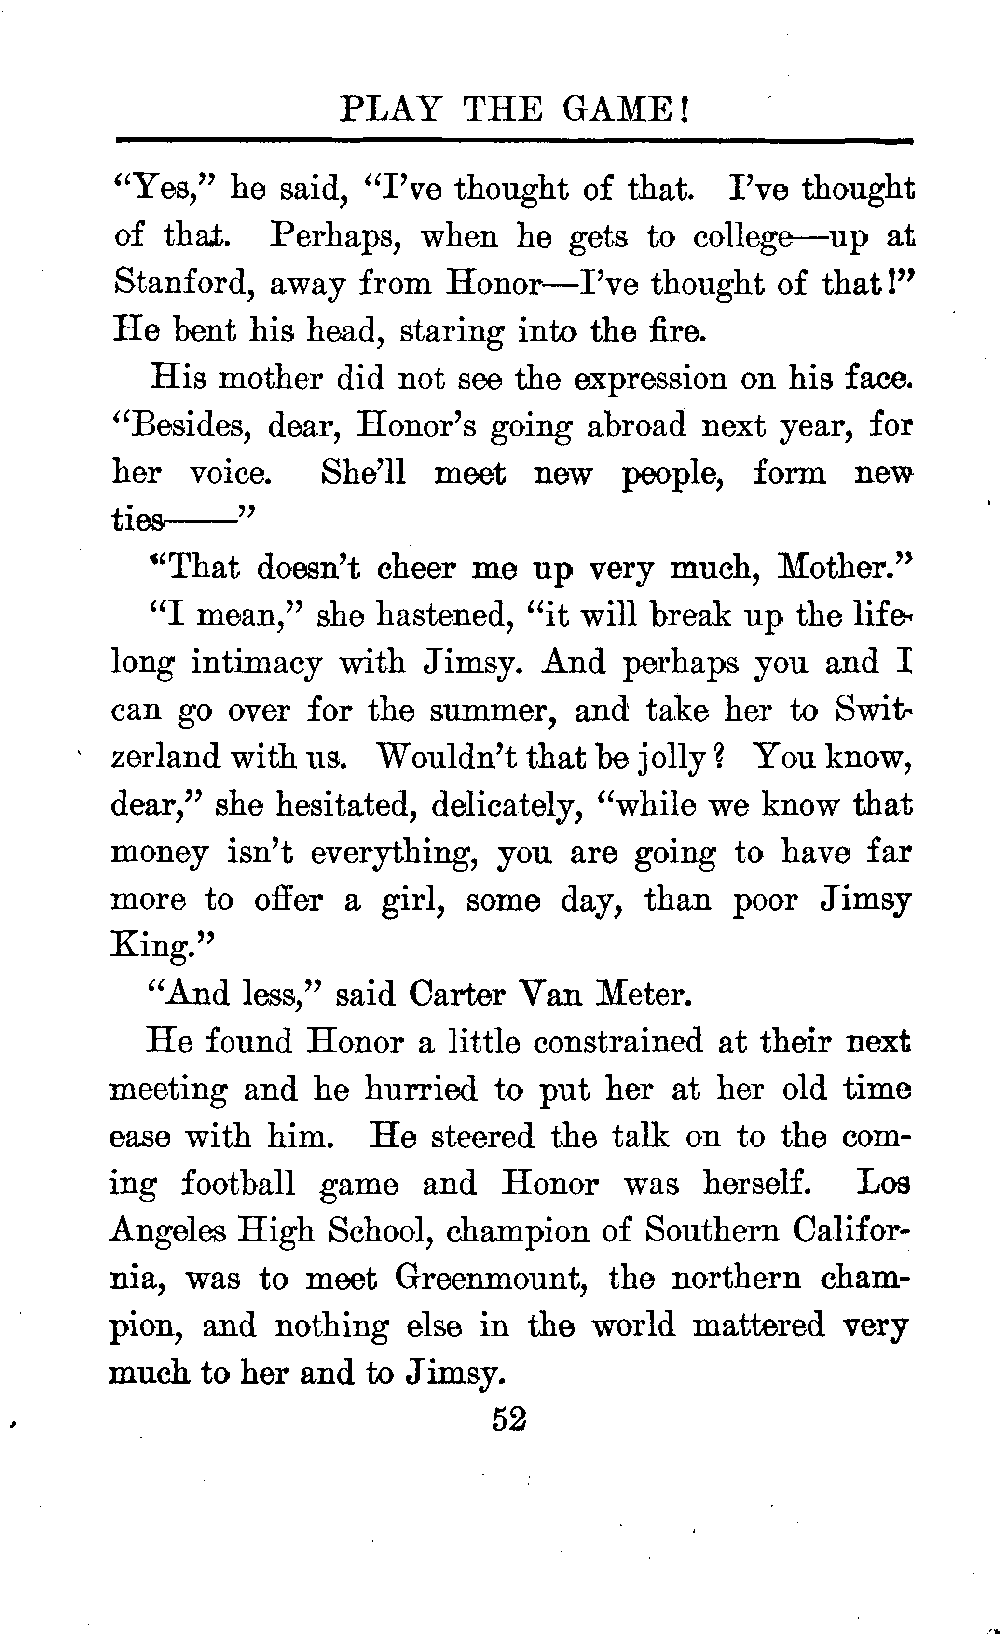 PLAY THE GAME!
“Yes,” he said, “I’ve thought of that. I’ve thought
of that. Perhaps, when he gets to college—up at
Stanford, away from Honor—I’ve thought of that!”
He bent his head, staring into the fire.
His mother did not see the expression on his face.
“Besides, dear, Honor’s going abroad next year, for
her voice. She’ll meet new people, form new
ties——”
“That doesn’t cheer me up very much, Mother.”
“I mean,” she hastened, “it will break up the life-
long intimacy with Jimsy. And perhaps you and I
can go over for the summer, and take her to Swit-
zerland with us. Wouldn’t that be jolly? You know,
dear,” she hesitated, delicately, “while we know that
money isn’t everything, you are going to have far
more to offer a girl, some day, than poor Jimsy
King.”
“And less,” said Carter Van Meter.
He found Honor a little constrained at their next
meeting and he hurried to put her at her old time
ease with him. He steered the talk on to the com-
ing football game and Honor was herself. Los
Angeles High School, champion of Southern Califor-
nia, was to meet Greenmount, the northern cham-
pion, and nothing else in the world mattered very
much to her and to Jimsy.
52